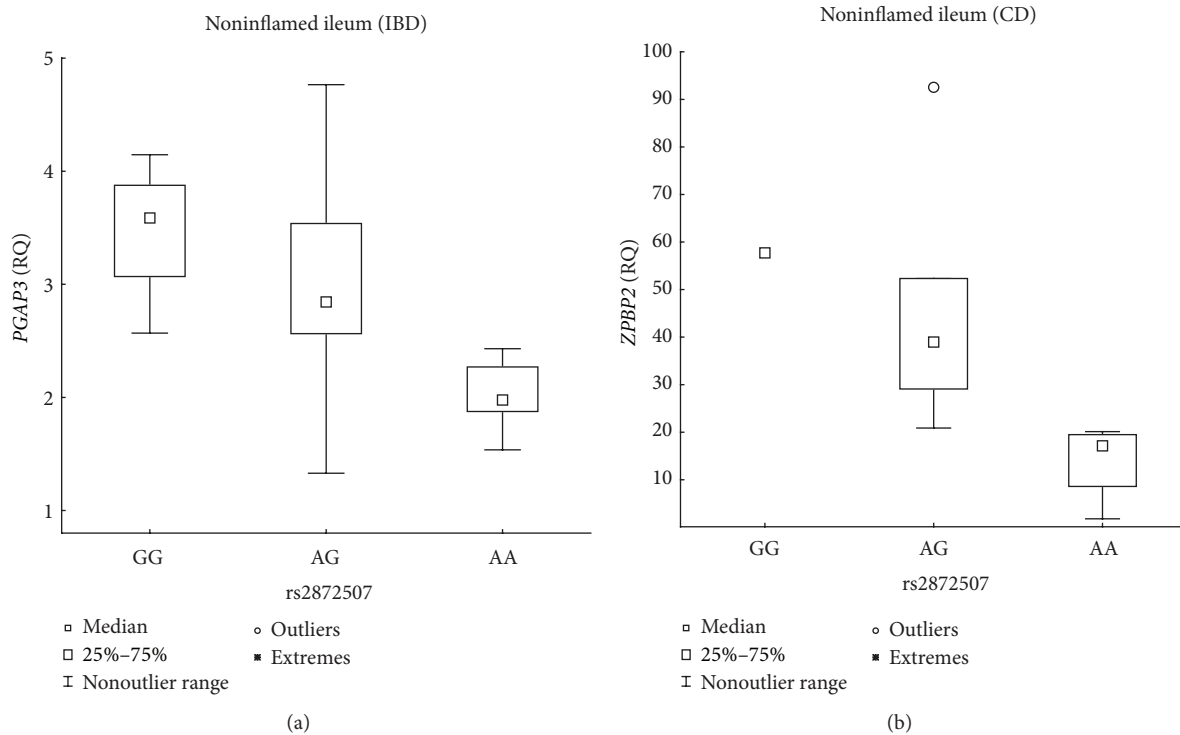 Noninflamed ileum (IBD)
5
4
3
2
1
PGAP3 (RQ)
GG
AG
AA
rs2872507
Median
25%–75%
Nonoutlier range
Outliers
Extremes
(a)
Noninflamed ileum (CD)
100
90
80
70
60
50
40
30
20
10
ZPBP2 (RQ)
GG
AG
AA
rs2872507
Median
25%–75%
Nonoutlier range
Outliers
Extremes
(b)